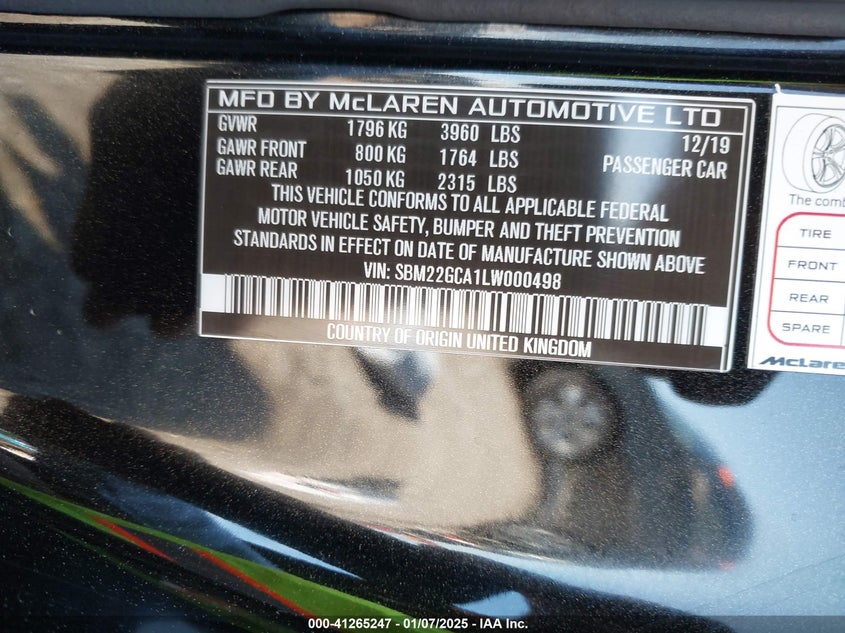 MFD BY McLAREN AUTOMOTIVE LTD
GVWR 1796 KG 3960 LBS 12/19
GAWR FRONT 800 KG 1764 LBS PASSENGER CAR
GAWR REAR 1050 KG 2315 LBS
THIS VEHICLE CONFORMS TO ALL APPLICABLE FEDERAL
MOTOR VEHICLE SAFETY, BUMPER AND THEFT PREVENTION
STANDARDS IN EFFECT ON DATE OF MANUFACTURE SHOWN ABOVE
VIN: SBM22GCA1LW000498
COUNTRY OF ORIGIN UNITED KINGDOM
The comb
TIRE
FRONT
REAR
SPARE
McLaren
000-41265247 - 01/07/2025 - IAA Inc.